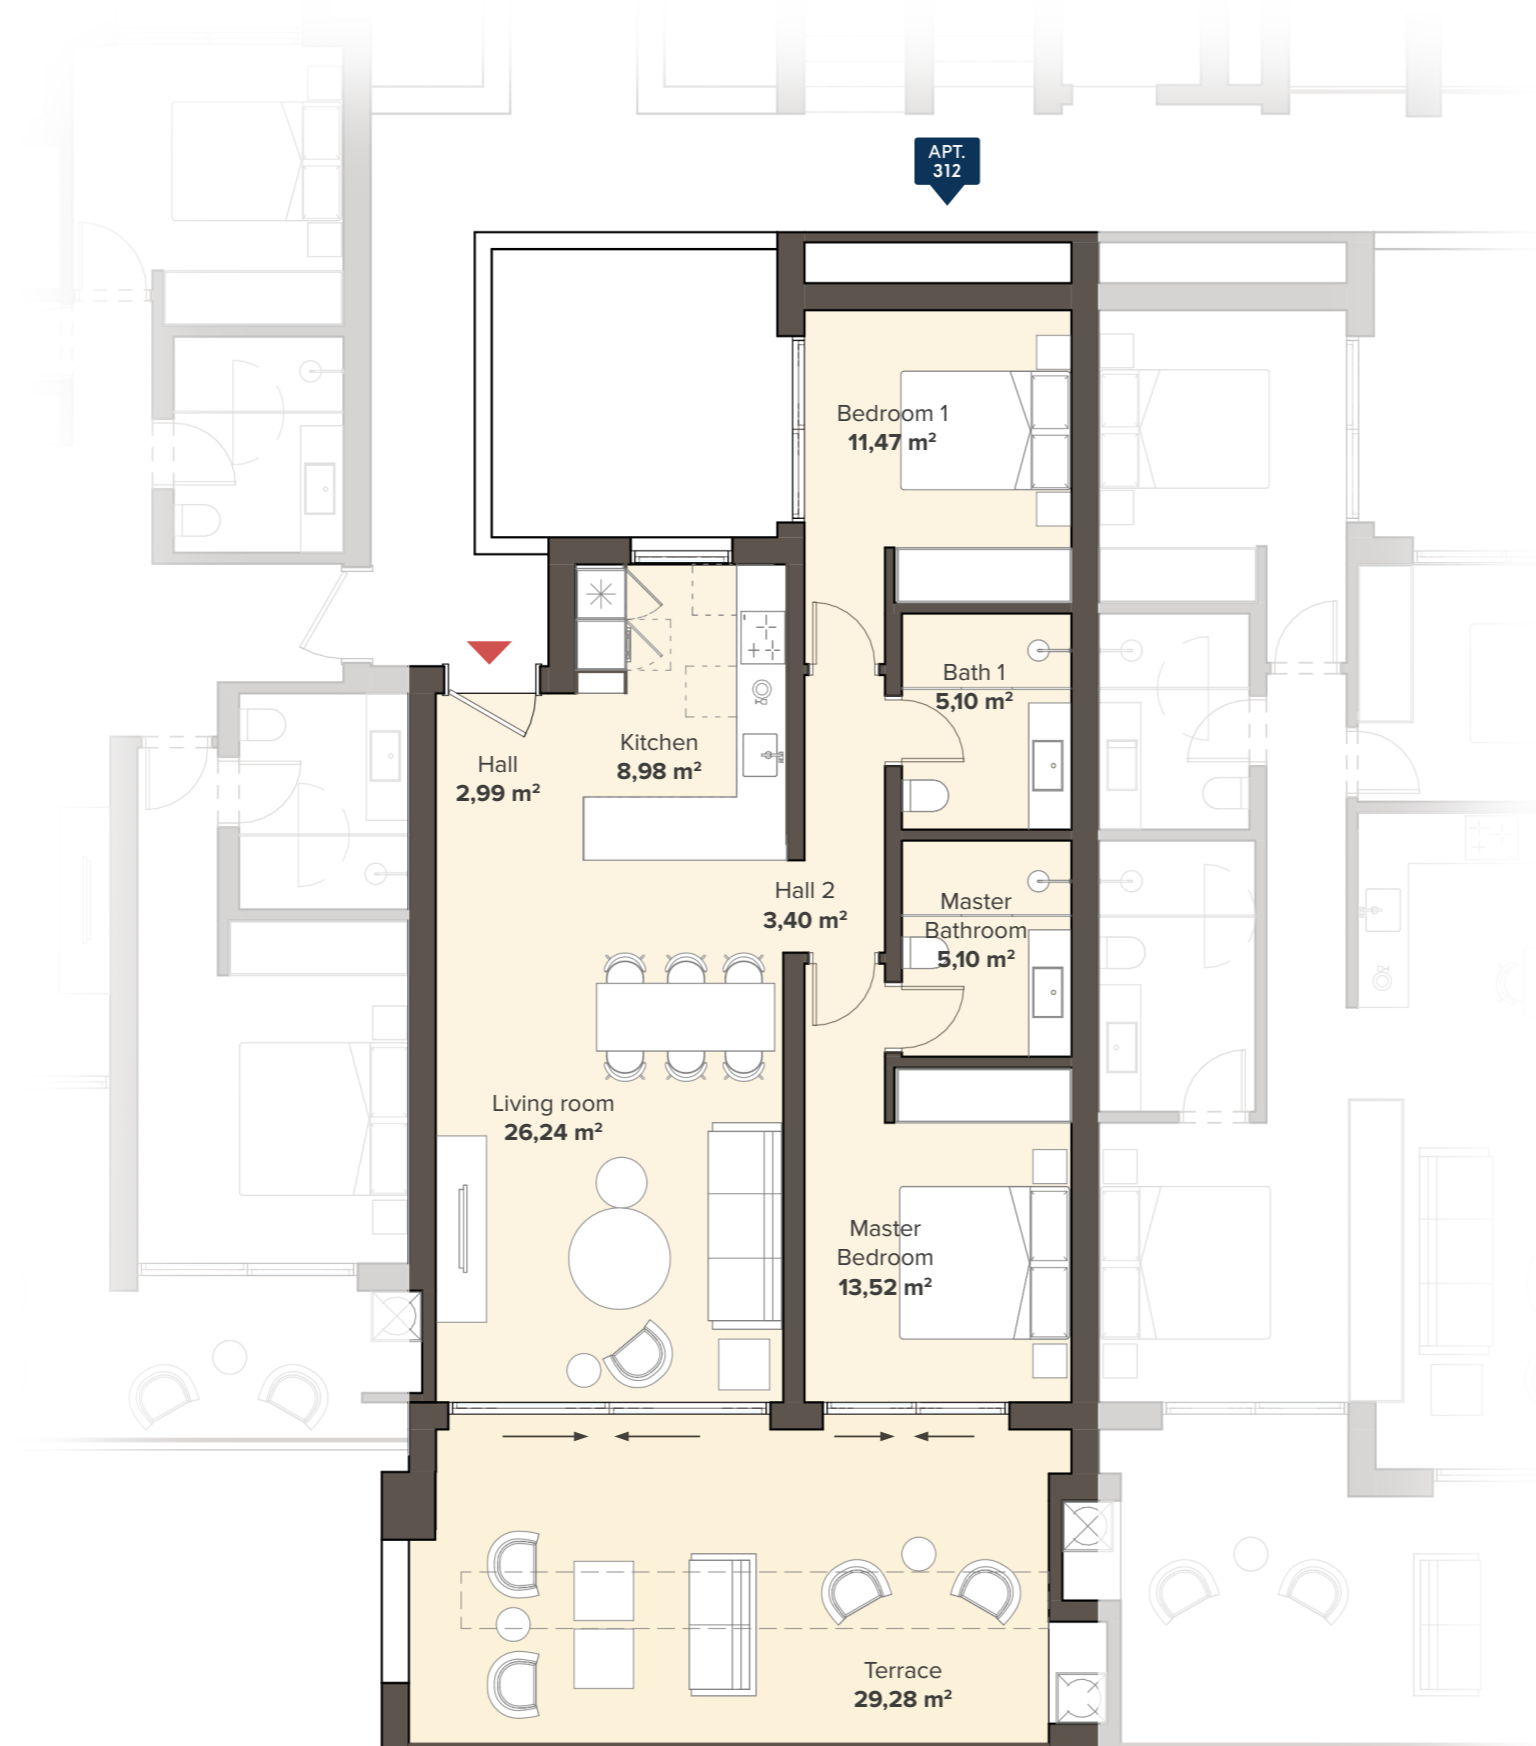 APT.
312
Bedroom 1
11,47 m²
Bath 1
5,10 m²
Kitchen
8,98 m²
Hall
2,99 m²
Hall 2
3,40 m²
Master
Bathroom
5,10 m²
Living room
26,24 m²
Master
Bedroom
13,52 m²
Terrace
29,28 m²